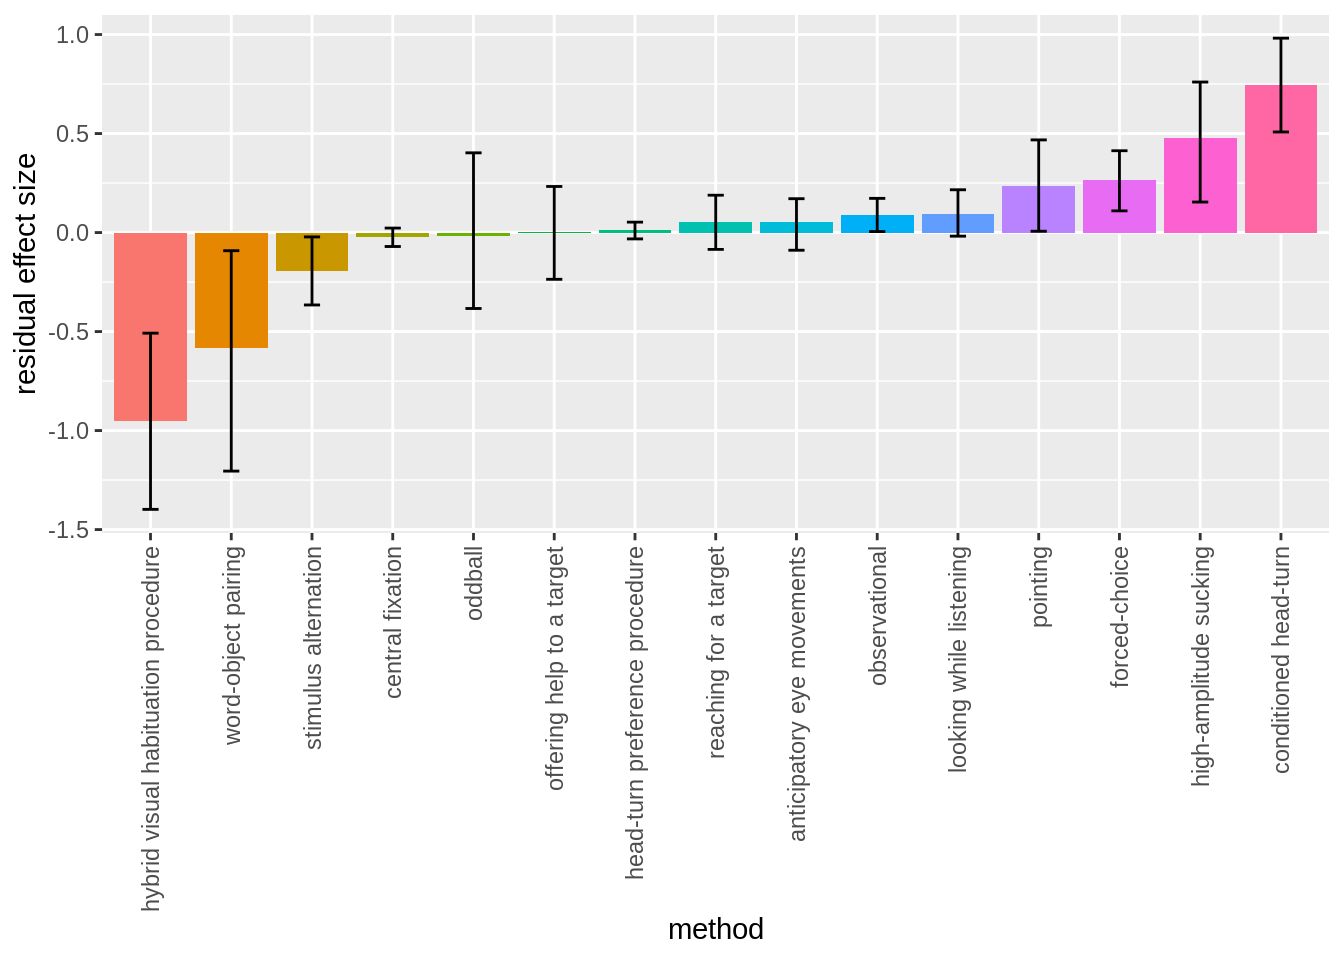 residual effect size
1.0
0.5
0.0
-0.5
-1.0
-1.5
hybrid visual habituation procedure
word-object pairing
stimulus alternation
central fixation
oddball
offering help to a target
head-turn preference procedure
reaching for a target
anticipatory eye movements
observational
looking while listening
pointing
forced-choice
high-amplitude sucking
conditioned head-turn
method